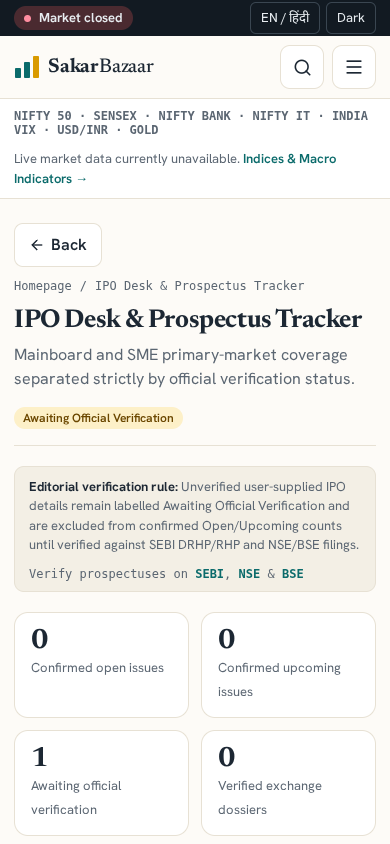 Market closed
EN / हिंदी
Dark
SakarBazaar
NIFTY 50 · SENSEX · NIFTY BANK · NIFTY IT · INDIA
VIX · USD/INR · GOLD
Live market data currently unavailable. Indices & Macro
Indicators →
← Back
Homepage / IPO Desk & Prospectus Tracker
IPO Desk & Prospectus Tracker
Mainboard and SME primary-market coverage
separated strictly by official verification status.
Awaiting Official Verification
Editorial verification rule: Unverified user-supplied IPO
details remain labelled Awaiting Official Verification and
are excluded from confirmed Open/Upcoming counts
until verified against SEBI DRHP/RHP and NSE/BSE filings.
Verify prospectuses on SEBI, NSE & BSE
0
Confirmed open issues
0
Confirmed upcoming
issues
1
Awaiting official
verification
0
Verified exchange
dossiers